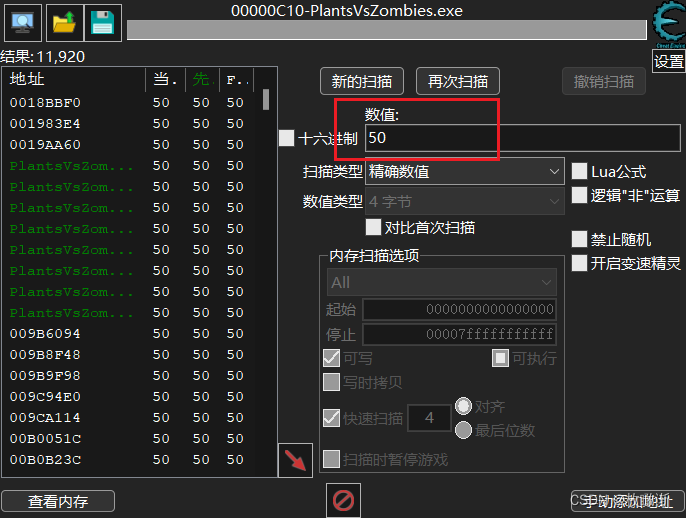 00000C10-PlantsVsZombies.exe
结果:11,920
设置
地址 当. 先. F..
0018BBF0 50 50 50
001983E4 50 50 50
0019AA60 50 50 50
PlantsVsZom... 50 50 50
PlantsVsZom... 50 50 50
PlantsVsZom... 50 50 50
PlantsVsZom... 50 50 50
PlantsVsZom... 50 50 50
PlantsVsZom... 50 50 50
PlantsVsZom... 50 50 50
PlantsVsZom... 50 50 50
009B6094 50 50 50
009B8F48 50 50 50
009B9F98 50 50 50
009C94E0 50 50 50
009CA114 50 50 50
00B0051C 50 50 50
00B0B23C 50 50 50
新的扫描 再次扫描 撤销扫描
数值:
十六进制 50
扫描类型 精确数值
数值类型 4 字节
对比首次扫描
Lua公式
逻辑"非"运算
禁止随机
开启变速精灵
内存扫描选项
All
起始 0000000000000000
停止 00007fffffffffff
可写 可执行
写时拷贝
快速扫描 4 对齐
最后位数
扫描时暂停游戏
查看内存
手动添加地址